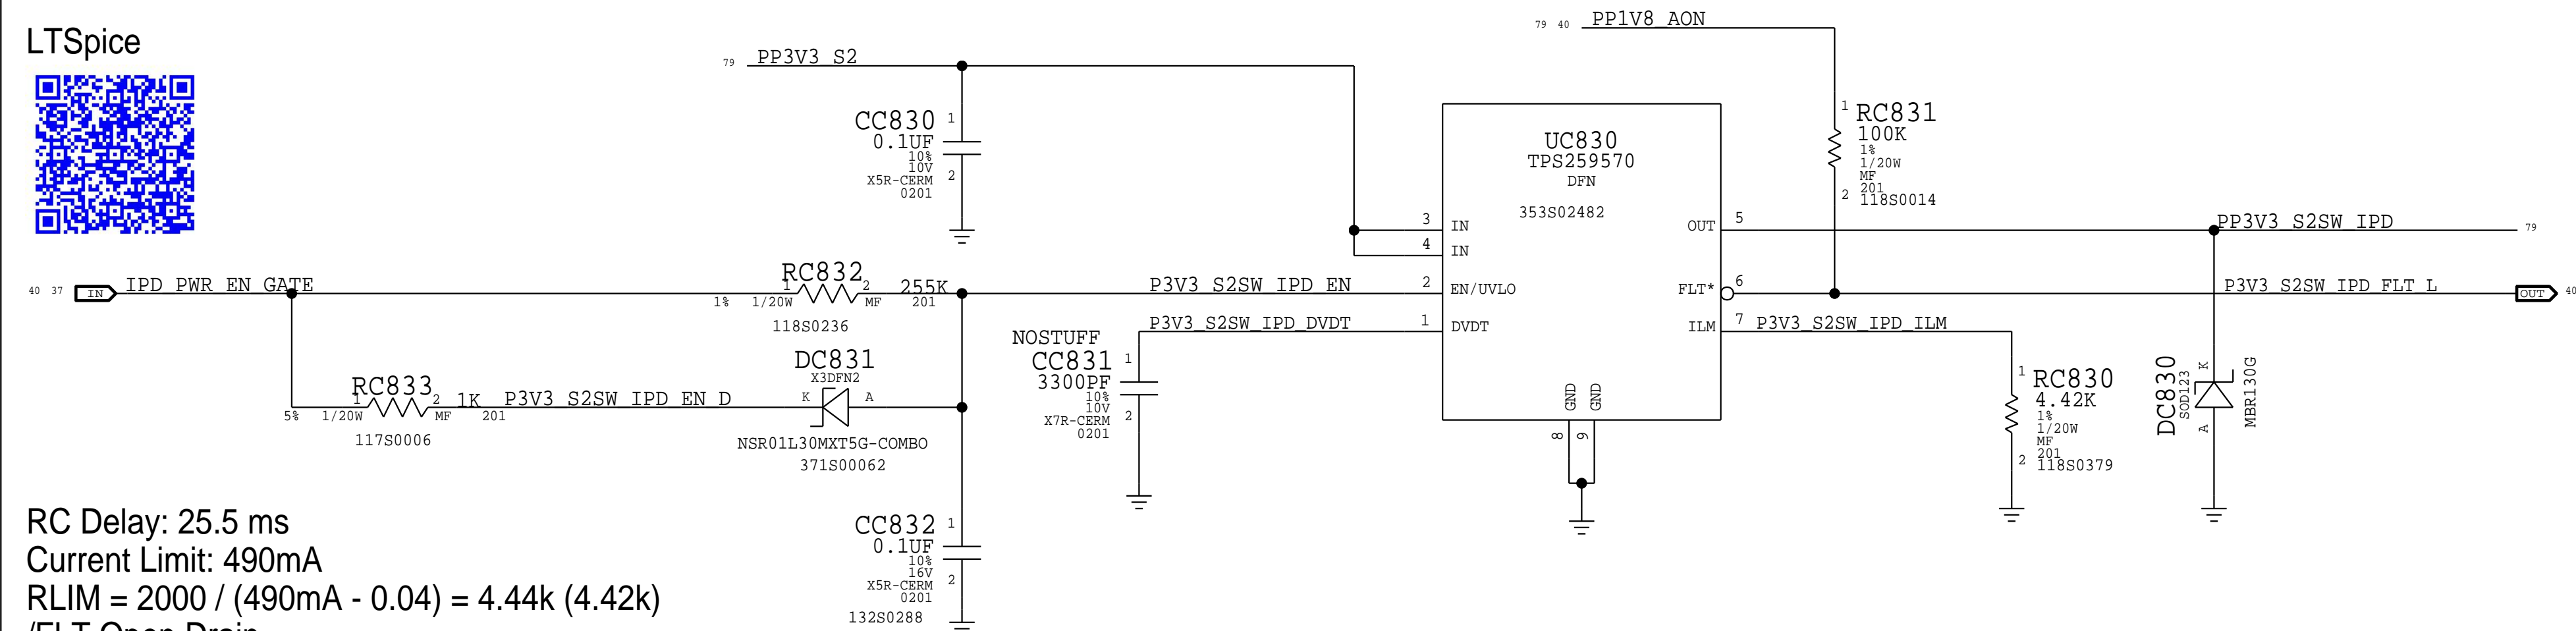 LTSpice
79 PP3V3_S2
79 40 PP1V8_AON
CC830
0.1UF
10%
10V
X5R-CERM
0201
1
2
UC830
TPS259570
DFN
353S02482
3 IN
4 IN
2 EN/UVLO
1 DVDT
OUT 5
FLT* 6
ILM 7
GND
GND
8
9
1
RC831
100K
1%
1/20W
MF
201
2
118S0014
PP3V3_S2SW_IPD 79
P3V3_S2SW_IPD_FLT_L
OUT 40
40 37 IN IPD_PWR_EN_GATE
RC832
1 2
255K
1% 1/20W MF 201
118S0236
P3V3_S2SW_IPD_EN
P3V3_S2SW_IPD_DVDT
P3V3_S2SW_IPD_ILM
NOSTUFF
CC831
3300PF
10%
10V
X7R-CERM
0201
1
2
RC833
1 2
1K
5% 1/20W MF 201
117S0006
P3V3_S2SW_IPD_EN_D
DC831
X3DFN2
K A
NSR01L30MXT5G-COMBO
371S00062
1
RC830
4.42K
1%
1/20W
MF
201
2
118S0379
DC830
SOD123
K
A
MBR130G
CC832
0.1UF
10%
16V
X5R-CERM
0201
1
2
132S0288
RC Delay: 25.5 ms
Current Limit: 490mA
RLIM = 2000 / (490mA - 0.04) = 4.44k (4.42k)
/FLT Open Drain